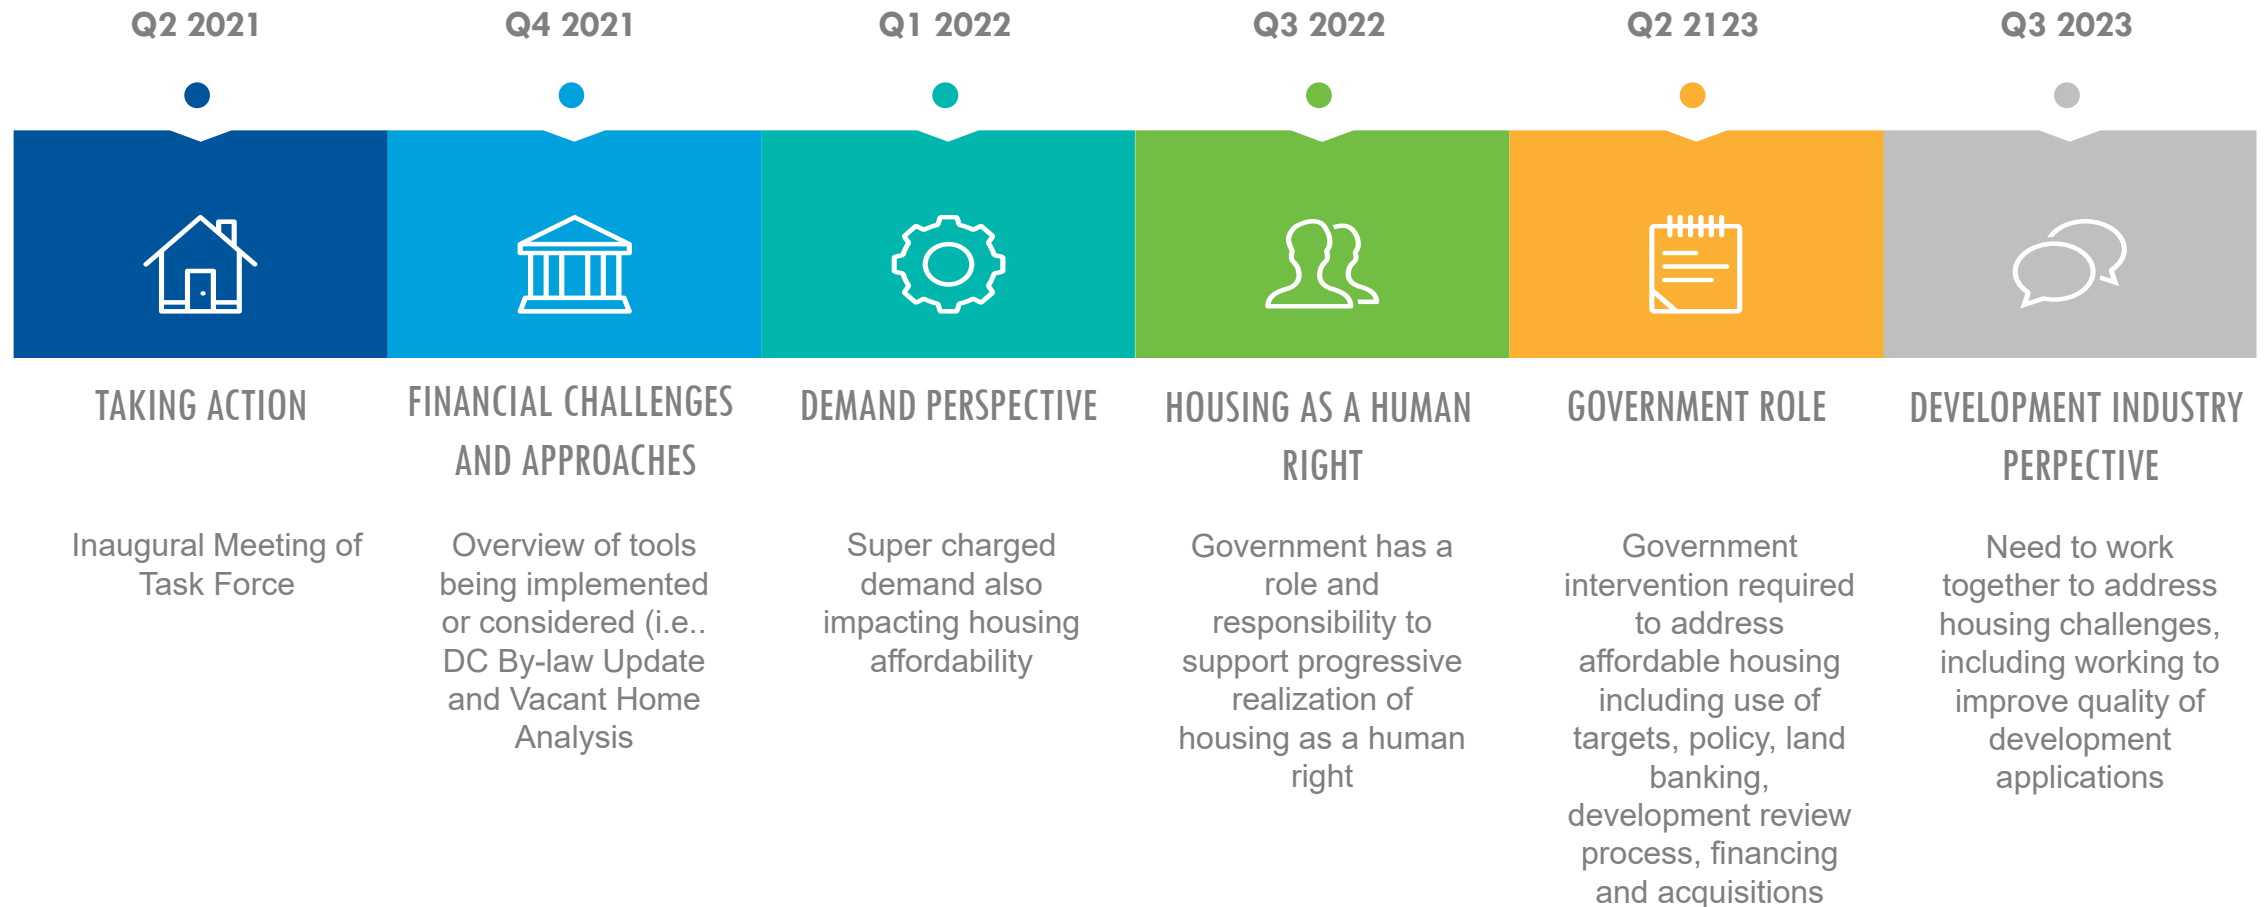 Q2 2021
Q4 2021
Q1 2022
Q3 2022
Q2 2123
Q3 2023
TAKING ACTION
Inaugural Meeting of
Task Force
FINANCIAL CHALLENGES
AND APPROACHES
Overview of tools
being implemented
or considered (i.e..
DC By-law Update
and Vacant Home
Analysis
DEMAND PERSPECTIVE
Super charged
demand also
impacting housing
affordability
HOUSING AS A HUMAN
RIGHT
Government has a
role and
responsibility to
support progressive
realization of
housing as a human
right
GOVERNMENT ROLE
Government
intervention required
to address
affordable housing
including use of
targets, policy, land
banking,
development review
process, financing
and acquisitions
DEVELOPMENT INDUSTRY
PERPECTIVE
Need to work
together to address
housing challenges,
including working to
improve quality of
development
applications